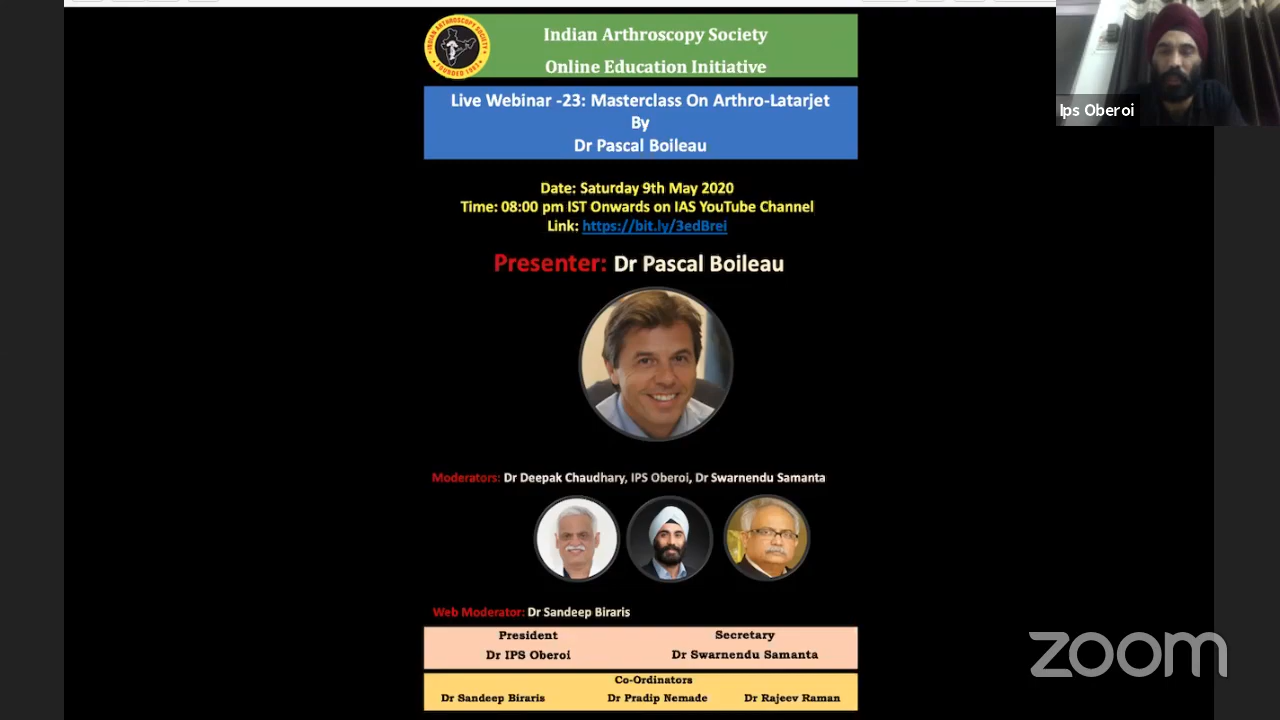 Indian Arthroscopy Society
Online Education Initiative
INDIAN ARTHROSCOPY SOCIETY
Live Webinar -23: Masterclass On Arthro-Latarjet
By
Dr Pascal Boileau
Date: Saturday 9th May 2020
Time: 08:00 pm IST Onwards on IAS YouTube Channel
Link: https://bit.ly/3edBrei
Presenter: Dr Pascal Boileau
Moderators: Dr Deepak Chaudhary, IPS Oberoi, Dr Swarnendu Samanta
Web Moderator: Dr Sandeep Biraris
President Secretary
Dr IPS Oberoi Dr Swarnendu Samanta
Co-Ordinators
Dr Sandeep Biraris Dr Pradip Nemade Dr Rajeev Raman
Ips Oberoi
zoom